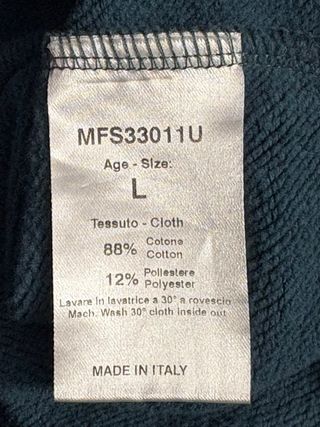 MFS33011U
Age - Size:
L
Tessuto - Cloth
88% Cotone
Cotton
12% Poliestere
Polyester
Lavare in lavatrice a 30° a rovescio
Mach. Wash 30° cloth inside out
MADE IN ITALY